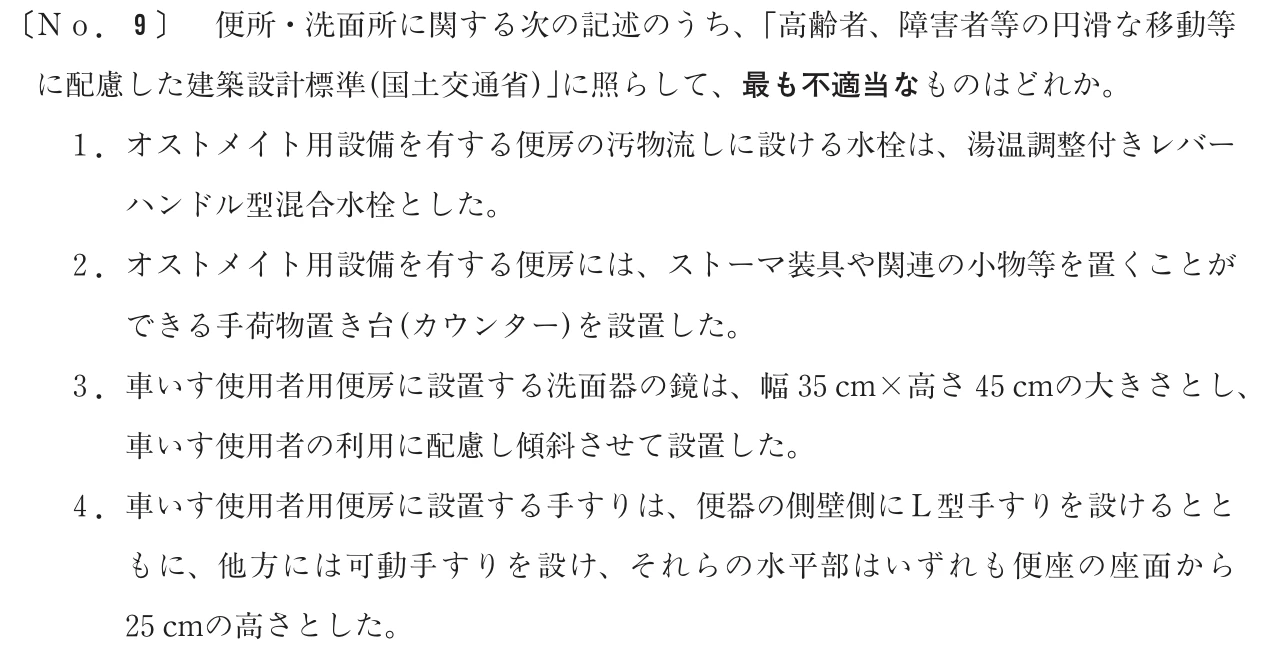 〔Ｎｏ．９〕　便所・洗面所に関する次の記述のうち、「高齢者、障害者等の円滑な移動等
に配慮した建築設計標準(国土交通省)」に照らして、最も不適当なものはどれか。
1．オストメイト用設備を有する便房の汚物流しに設ける水栓は、湯温調整付きレバー
ハンドル型混合水栓とした。
2．オストメイト用設備を有する便房には、ストーマ装具や関連の小物等を置くことが
できる手荷物置き台(カウンター)を設置した。
3．車いす使用者用便房に設置する洗面器の鏡は、幅 35 cm×高さ 45 cmの大きさとし、
車いす使用者の利用に配慮し傾斜させて設置した。
4．車いす使用者用便房に設置する手すりは、便器の側壁側にＬ型手すりを設けるとと
もに、他方には可動手すりを設け、それらの水平部はいずれも便座の座面から
25 cmの高さとした。